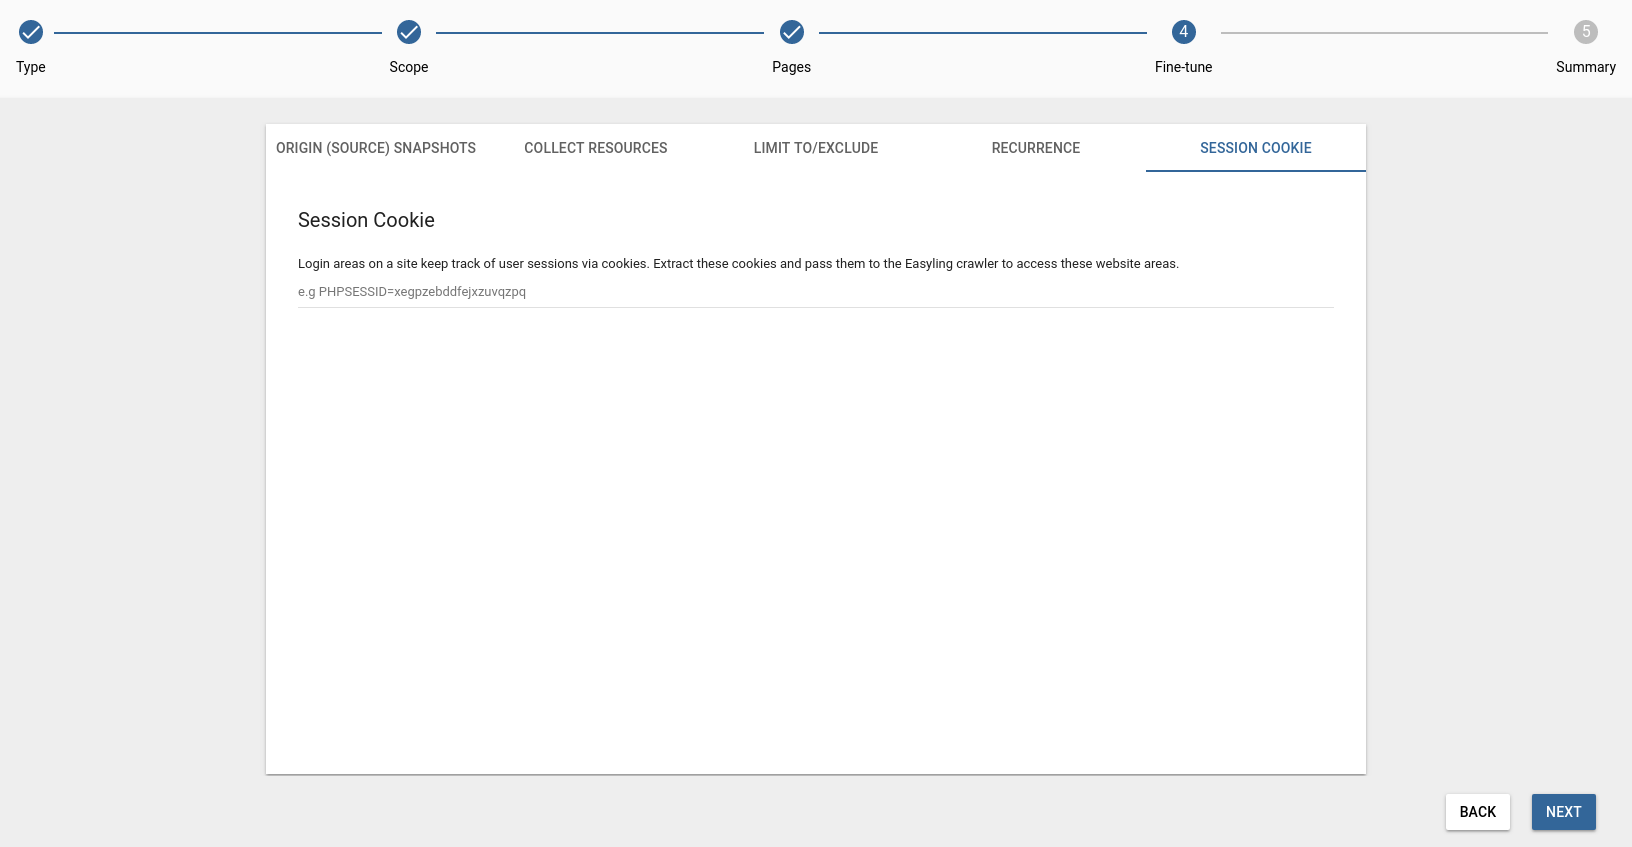 4
5
Type
Scope
Pages
Fine-tune
Summary
ORIGIN (SOURCE) SNAPSHOTS
COLLECT RESOURCES
LIMIT TO/EXCLUDE
RECURRENCE
SESSION COOKIE
Session Cookie
Login areas on a site keep track of user sessions via cookies. Extract these cookies and pass them to the Easyling crawler to access these website areas.
e.g PHPSESSID=xegpzebddfejxzuvqzpq
BACK
NEXT